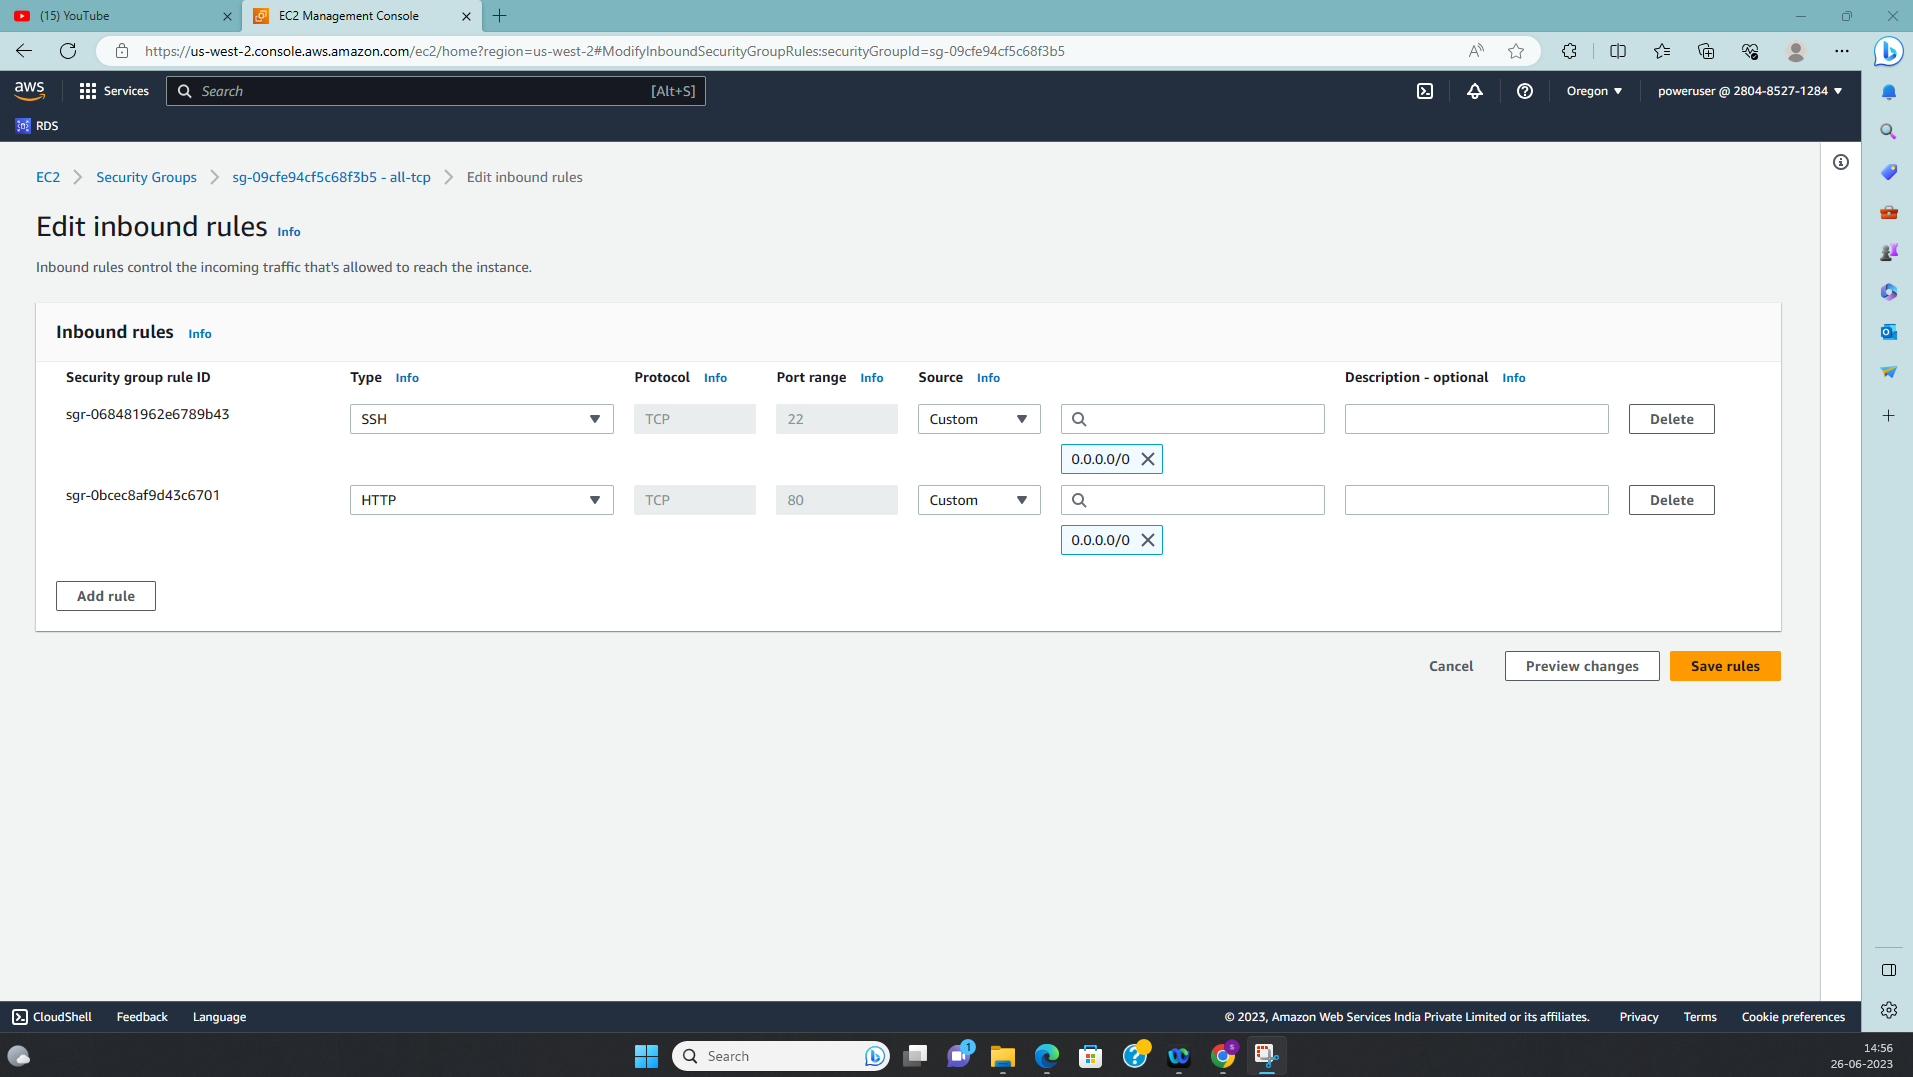 (15) YouTube
EC2 Management Console
https://us-west-2.console.aws.amazon.com/ec2/home?region=us-west-2#ModifyInboundSecurityGroupRules:securityGroupId=sg-09cfe94cf5c68f3b5
aws Services Search [Alt+S] Oregon poweruser @ 2804-8527-1284
RDS
EC2 Security Groups sg-09cfe94cf5c68f3b5 - all-tcp Edit inbound rules
Edit inbound rules Info
Inbound rules control the incoming traffic that's allowed to reach the instance.
Inbound rules Info
Security group rule ID Type Info Protocol Info Port range Info Source Info Description - optional Info
sgr-068481962e6789b43 SSH TCP 22 Custom Delete
0.0.0.0/0
sgr-0bcec8af9d43c6701 HTTP TCP 80 Custom Delete
0.0.0.0/0
Add rule
Cancel Preview changes Save rules
CloudShell Feedback Language © 2023, Amazon Web Services India Private Limited or its affiliates. Privacy Terms Cookie preferences
Search 1 s 14:56
26-06-2023